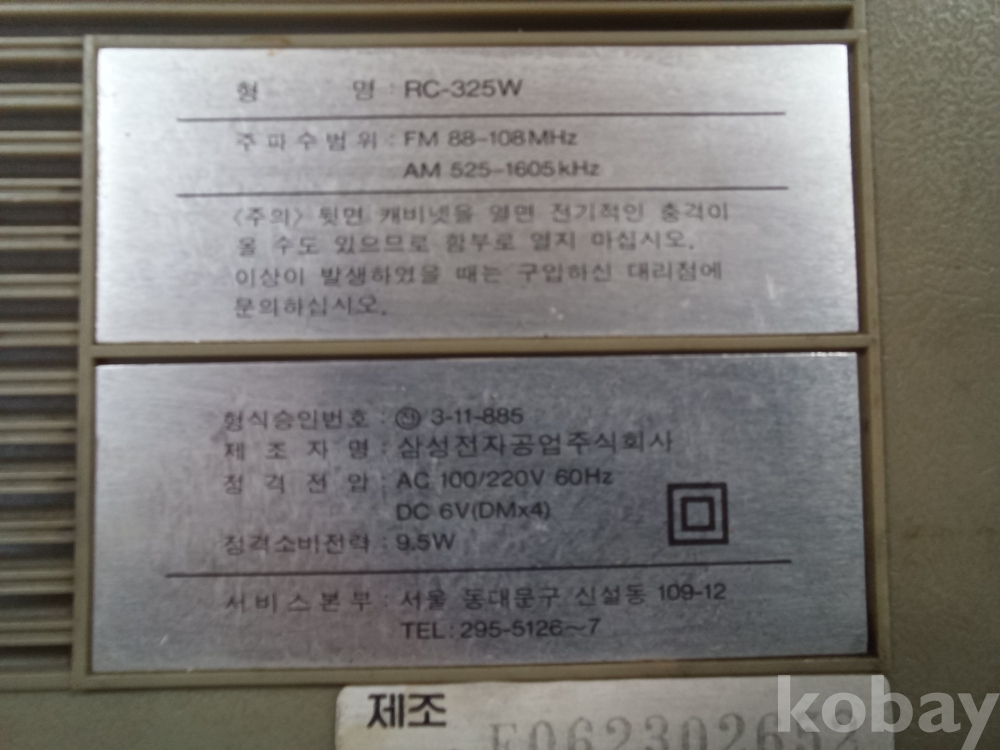 형 명 : RC-325W
주 파 수 범 위 : FM 88-108MHz
AM 525-1605kHz
〈주의〉 뒷면 캐비넷을 열면 전기적인 충격이
올 수도 있으므로 함부로 열지 마십시오.
이상이 발생하였을 때는 구입하신 대리점에
문의하십시오.
형식승인번호 : ㉠ 3-11-885
제 조 자 명 : 삼성전자공업주식회사
정 격 전 압 : AC 100/220V 60Hz
DC 6V(DM×4)
정격소비전력 : 9.5W
서 비 스 본 부 : 서울 동대문구 신설동 109-12
TEL : 295-5126~7
제조
kobay